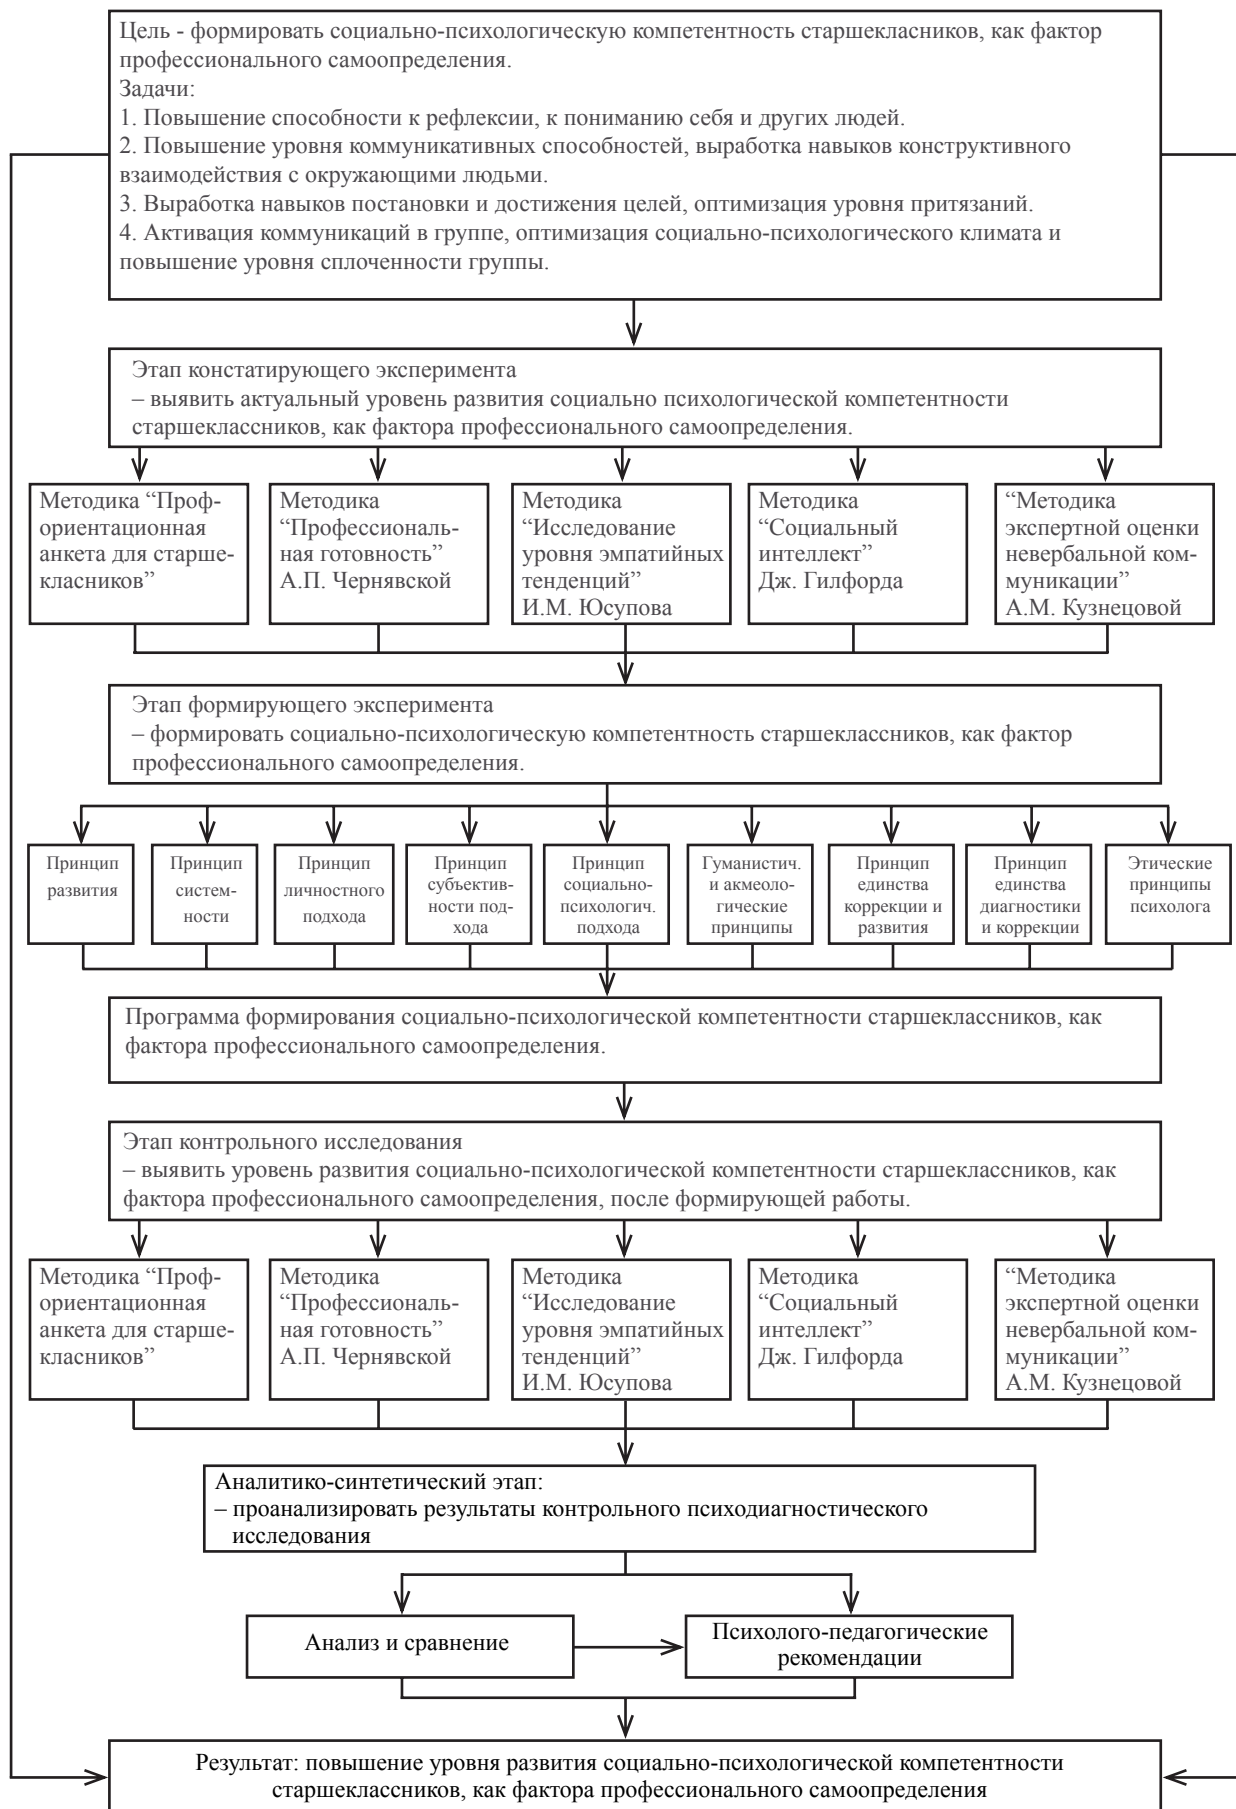 Цель - формировать социально-психологическую компетентность старшекласников, как фактор
профессионального самоопределения.
Задачи:
1. Повышение способности к рефлексии, к пониманию себя и других людей.
2. Повышение уровня коммуникативных способностей, выработка навыков конструктивного
взаимодействия с окружающими людьми.
3. Выработка навыков постановки и достижения целей, оптимизация уровня притязаний.
4. Активация коммуникаций в группе, оптимизация социально-психологического климата и
повышение уровня сплоченности группы.
Этап констатирующего эксперимента
– выявить актуальный уровень развития социально психологической компетентности
старшеклассников, как фактора профессионального самоопределения.
Методика “Проф-
ориентационная
анкета для старше-
класников”
Методика
“Профессиональ-
ная готовность”
А.П. Чернявской
Методика
“Исследование
уровня эмпатийных
тенденций”
И.М. Юсупова
Методика
“Социальный
интеллект”
Дж. Гилфорда
“Методика
экспертной оценки
невербальной ком-
муникации”
А.М. Кузнецовой
Этап формирующего эксперимента
– формировать социально-психологическую компетентность старшеклассников, как фактор
профессионального самоопределения.
Принцип
развития
Принцип
систем-
ности
Принцип
личностного
подхода
Принцип
субъектив-
ности под-
хода
Принцип
социально-
психологич.
подхода
Гуманистич.
и акмеоло-
гические
принципы
Принцип
единства
коррекции и
развития
Принцип
единства
диагностики
и коррекции
Этические
принципы
психолога
Программа формирования социально-психологической компетентности старшеклассников, как
фактора профессионального самоопределения.
Этап контрольного исследования
– выявить уровень развития социально-психологической компетентности старшеклассников, как
фактора профессионального самоопределения, после формирующей работы.
Методика “Проф-
ориентационная
анкета для старше-
класников”
Методика
“Профессиональ-
ная готовность”
А.П. Чернявской
Методика
“Исследование
уровня эмпатийных
тенденций”
И.М. Юсупова
Методика
“Социальный
интеллект”
Дж. Гилфорда
“Методика
экспертной оценки
невербальной ком-
муникации”
А.М. Кузнецовой
Аналитико-синтетический этап:
– проанализировать результаты контрольного психодиагностического
исследования
Анализ и сравнение
Психолого-педагогические
рекомендации
Результат: повышение уровня развития социально-психологической компетентности
старшеклассников, как фактора профессионального самоопределения